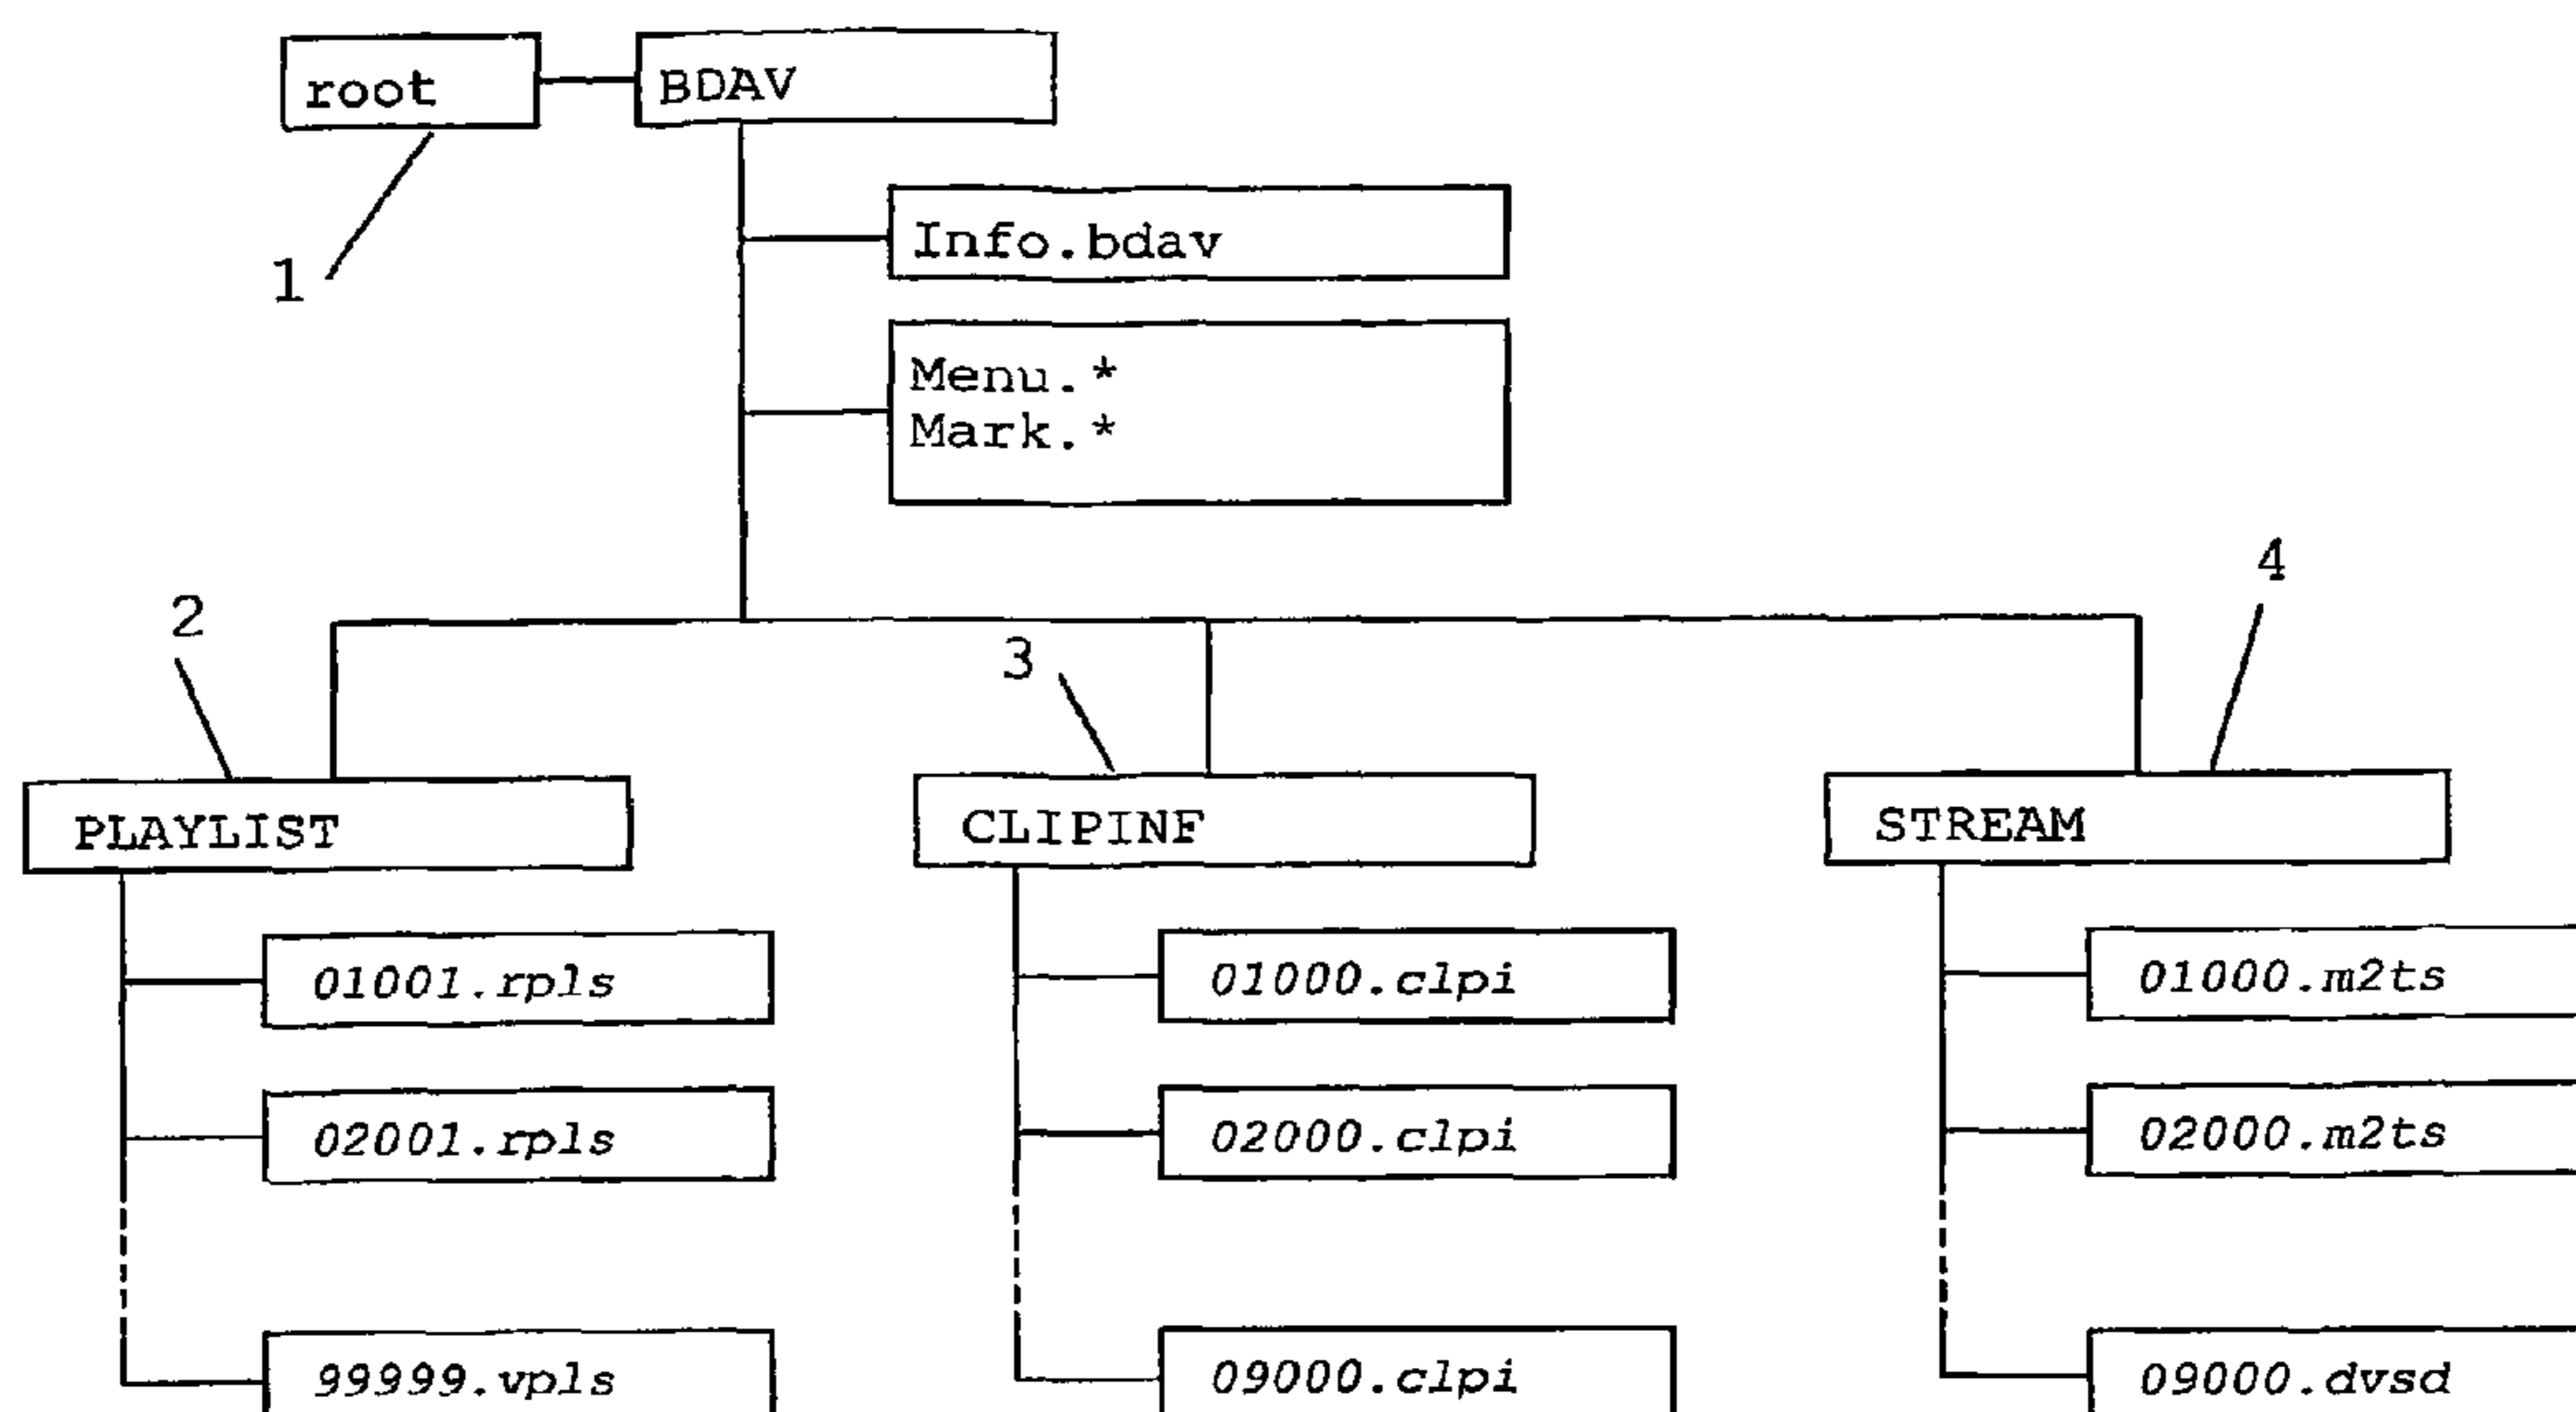 root
BDAV
1
Info.bdav
Menu.*
Mark.*
2
3
4
PLAYLIST
CLIPINF
STREAM
01001.rpls
01000.clpi
01000.m2ts
02001.rpls
02000.clpi
02000.m2ts
99999.vpls
09000.clpi
09000.dvsd